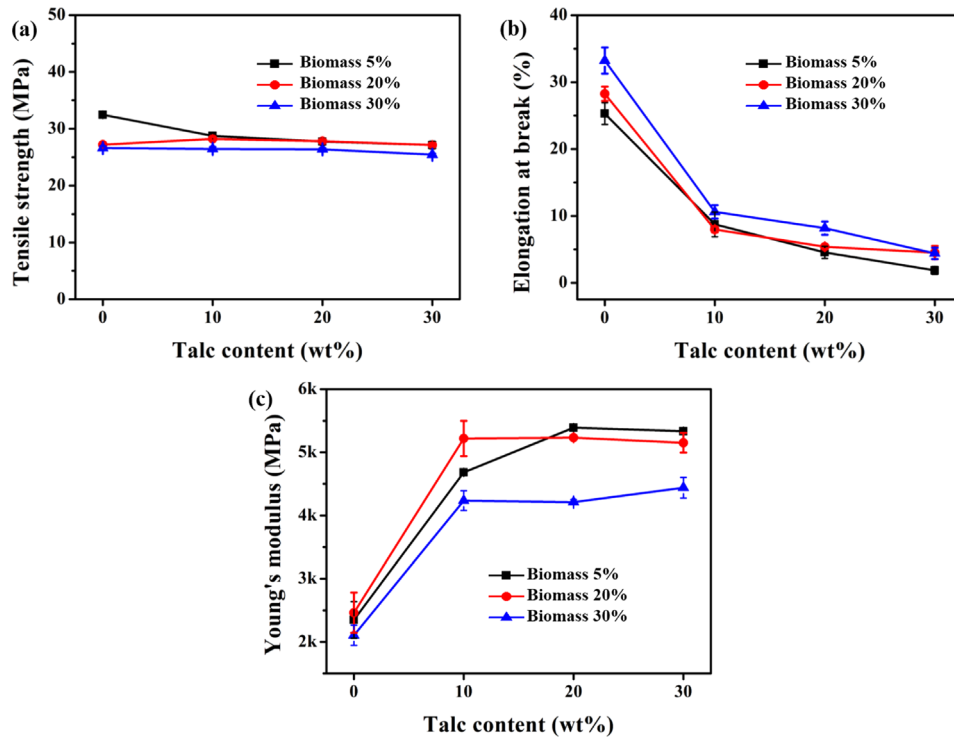 (a)
50
40
30
20
10
0
Tensile strength (MPa)
Biomass 5%
Biomass 20%
Biomass 30%
0 10 20 30
Talc content (wt%)
(b)
40
30
20
10
0
Elongation at break (%)
Biomass 5%
Biomass 20%
Biomass 30%
0 10 20 30
Talc content (wt%)
(c)
6k
5k
4k
3k
2k
Young's modulus (MPa)
Biomass 5%
Biomass 20%
Biomass 30%
0 10 20 30
Talc content (wt%)